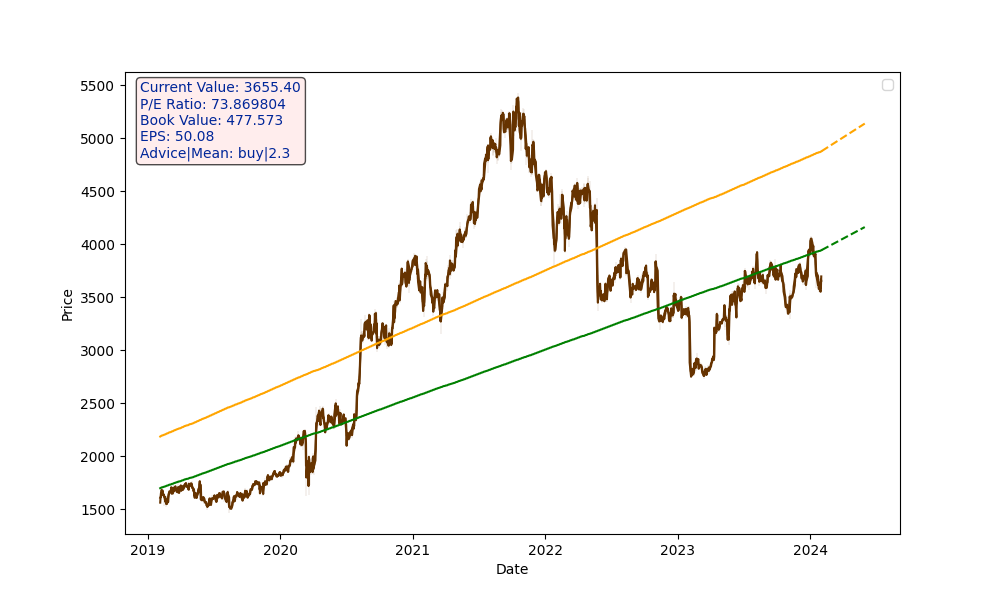 Current Value: 3655.40
P/E Ratio: 73.869804
Book Value: 477.573
EPS: 50.08
Advice|Mean: buy|2.3
Price
5500
5000
4500
4000
3500
3000
2500
2000
1500
2019 2020 2021 2022 2023 2024
Date